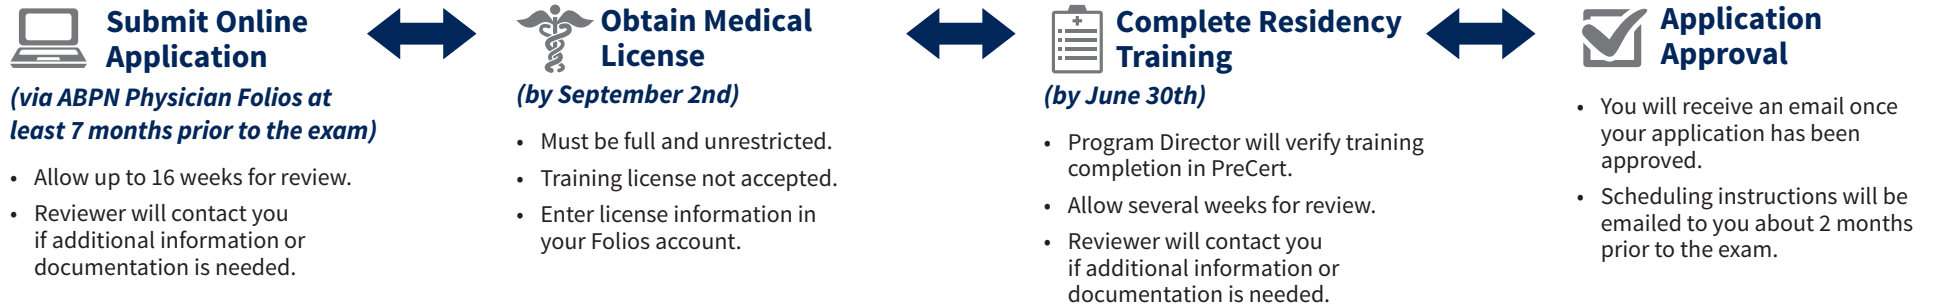 Submit Online
Application
(via ABPN Physician Folios at
least 7 months prior to the exam)
• Allow up to 16 weeks for review.
• Reviewer will contact you
if additional information or
documentation is needed.
Obtain Medical
License
(by September 2nd)
• Must be full and unrestricted.
• Training license not accepted.
• Enter license information in
your Folios account.
Complete Residency
Training
(by June 30th)
• Program Director will verify training
completion in PreCert.
• Allow several weeks for review.
• Reviewer will contact you
if additional information or
documentation is needed.
Application
Approval
• You will receive an email once
your application has been
approved.
• Scheduling instructions will be
emailed to you about 2 months
prior to the exam.